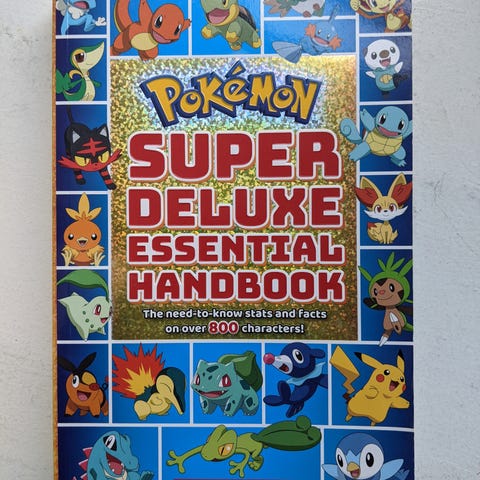 POKéMON
SUPER
DELUXE
ESSENTIAL
HANDBOOK
The need-to-know stats and facts
on over 800 characters!